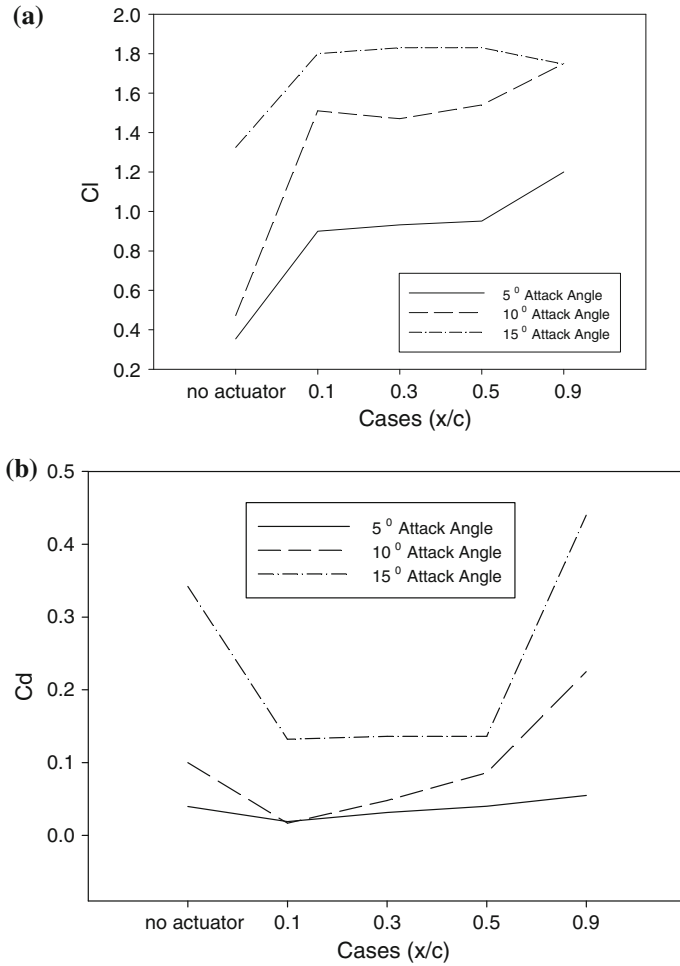 (a)
2.0
1.8
1.6
1.4
1.2
1.0
0.8
0.6
0.4
0.2
Cl
5 ⁰ Attack Angle
10 ⁰ Attack Angle
15 ⁰ Attack Angle
no actuator 0.1 0.3 0.5 0.9
Cases (x/c)
(b)
0.5
0.4
0.3
0.2
0.1
0.0
Cd
5 ⁰ Attack Angle
10 ⁰ Attack Angle
15 ⁰ Attack Angle
no actuator 0.1 0.3 0.5 0.9
Cases (x/c)